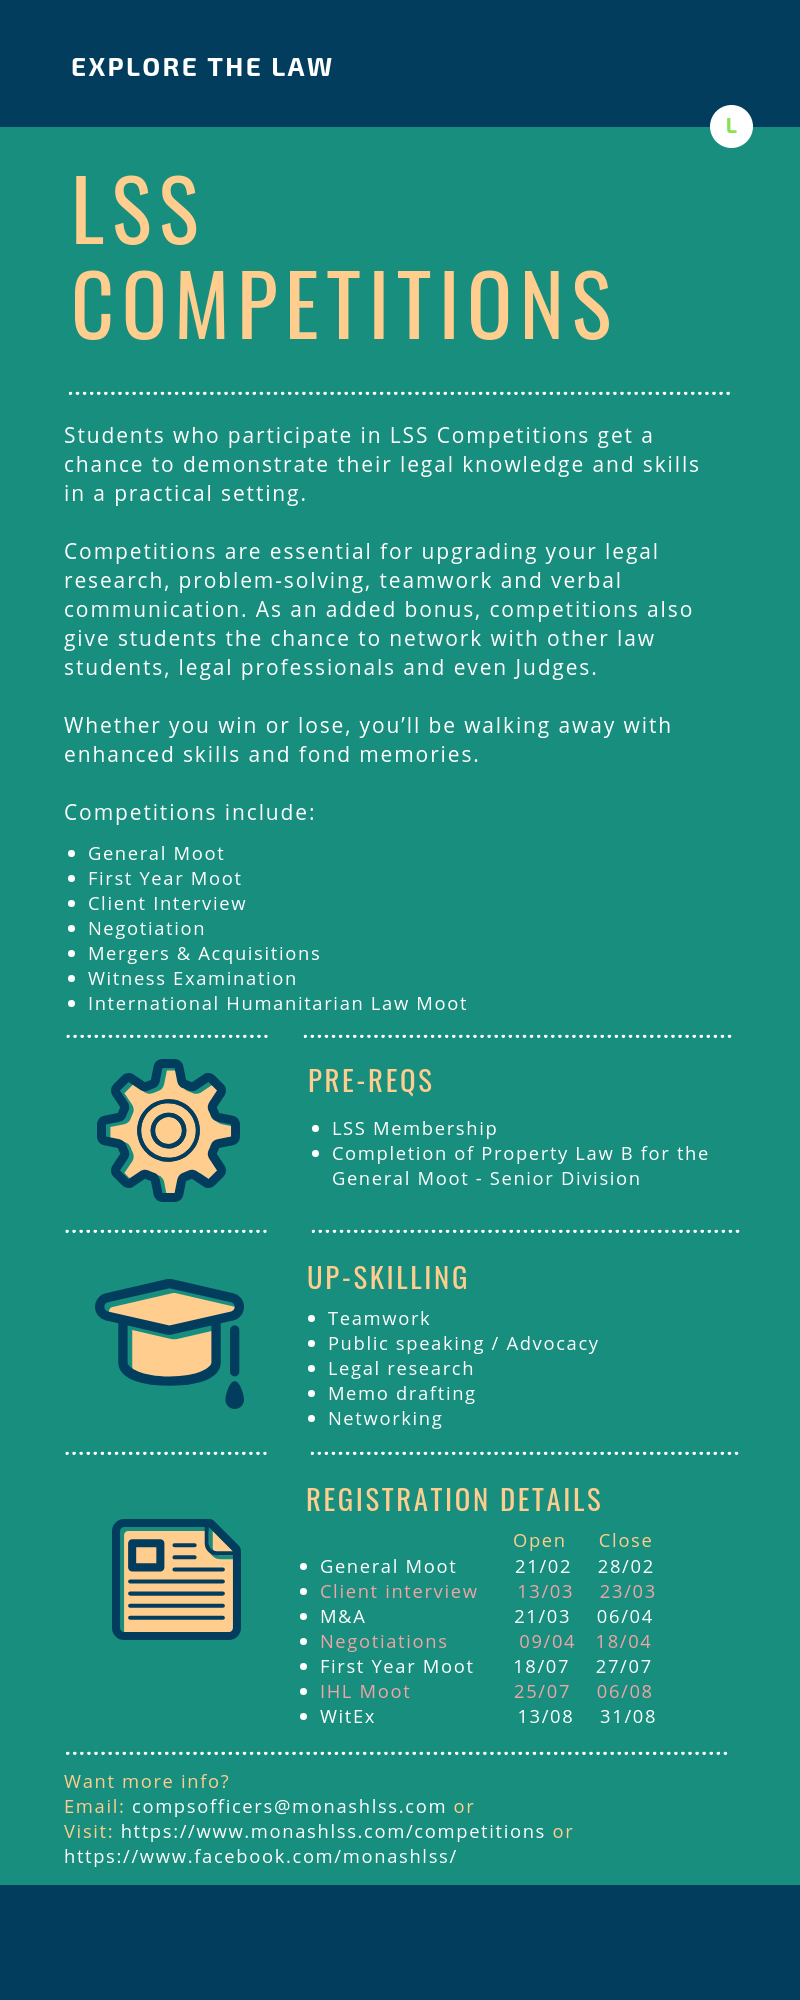 EXPLORE THE LAW
L
LSS
COMPETITIONS
Students who participate in LSS Competitions get a
chance to demonstrate their legal knowledge and skills
in a practical setting.
Competitions are essential for upgrading your legal
research, problem-solving, teamwork and verbal
communication. As an added bonus, competitions also
give students the chance to network with other law
students, legal professionals and even Judges.
Whether you win or lose, you’ll be walking away with
enhanced skills and fond memories.
Competitions include:
• General Moot
• First Year Moot
• Client Interview
• Negotiation
• Mergers & Acquisitions
• Witness Examination
• International Humanitarian Law Moot
PRE-REQS
• LSS Membership
• Completion of Property Law B for the
General Moot - Senior Division
UP-SKILLING
• Teamwork
• Public speaking / Advocacy
• Legal research
• Memo drafting
• Networking
REGISTRATION DETAILS
Open Close
• General Moot 21/02 28/02
• Client interview 13/03 23/03
• M&A 21/03 06/04
• Negotiations 09/04 18/04
• First Year Moot 18/07 27/07
• IHL Moot 25/07 06/08
• WitEx 13/08 31/08
Want more info?
Email: compsofficers@monashlss.com or
Visit: https://www.monashlss.com/competitions or
https://www.facebook.com/monashlss/